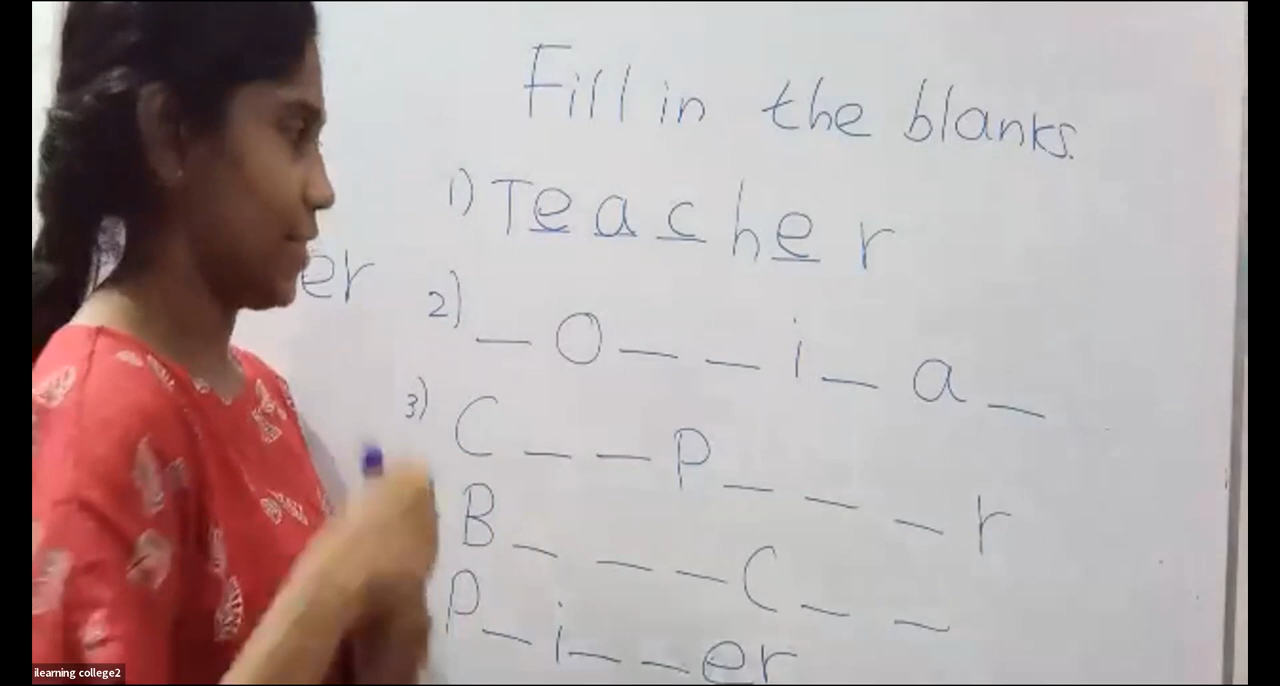 Fill in the blanks.
1) Teacher
er
2) _ O _ _ i _ a _
3) C _ _ P _ _ _ r
B _ _ _ C _ _
P _ i _ _ er
ilearning college2